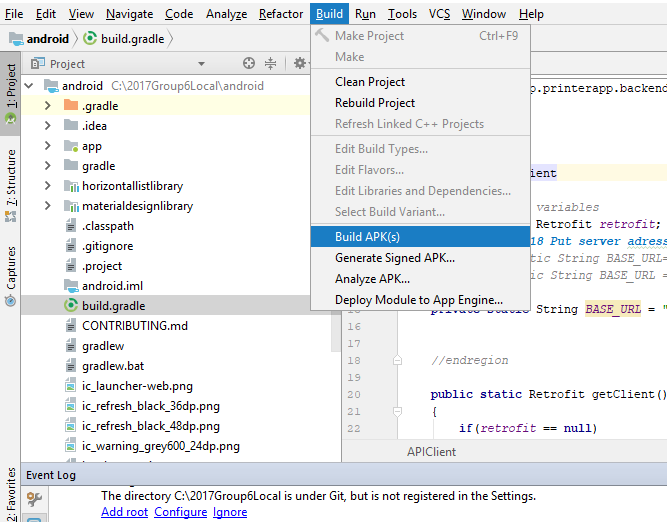 File Edit View Navigate Code Analyze Refactor Build Run Tools VCS Window Help
android build.gradle
Make Project Ctrl+F9
Make
Clean Project
Rebuild Project
Refresh Linked C++ Projects
Edit Build Types...
Edit Flavors...
Edit Libraries and Dependencies...
Select Build Variant...
Build APK(s)
Generate Signed APK...
Analyze APK...
Deploy Module to App Engine...
1: Project
7: Structure
Captures
2: Favorites
Project
android C:\2017Group6Local\android
.gradle
.idea
app
gradle
horizontallistlibrary
materialdesignlibrary
.classpath
.gitignore
.project
android.iml
build.gradle
CONTRIBUTING.md
gradlew
gradlew.bat
ic_launcher-web.png
ic_refresh_black_36dp.png
ic_refresh_black_48dp.png
ic_warning_grey600_24dp.png
p.printerapp.backend
ient
variables
Retrofit retrofit;
18 Put server adress
ic String BASE_URL=
ic String BASE_URL=
private static String BASE_URL = "
16
17
18 //endregion
19
20 public static Retrofit getClient()
21 {
22 if(retrofit == null)
APIClient
Event Log
The directory C:\2017Group6Local is under Git, but is not registered in the Settings.
Add root Configure Ignore